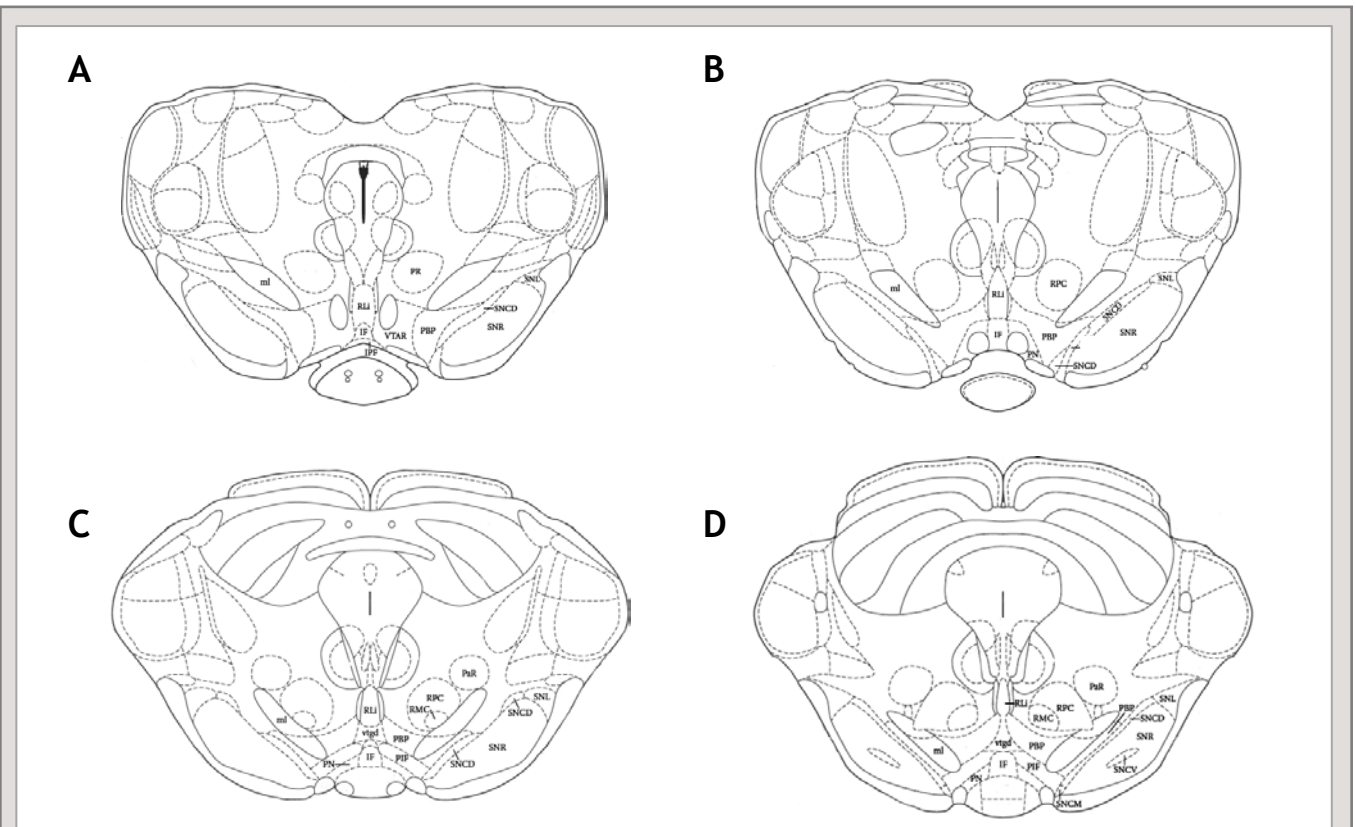 A
B
ml
PR
SNL
SNCD
RLi
SNR
IF
VTAR
PBP
IPF
ml
RPC
SNL
RLi
SNCD
SNR
IF
PBP
PN
SNCD
C
D
PaR
ml
RPC
SNL
RLi
RMC
SNCD
vtgd
PBP
SNR
IF
PIF
PN
SNCD
PaR
SNL
RLi
RPC
PBP
RMC
SNCD
ml
vtgd
PBP
SNR
IF
PIF
PN
SNCV
SNCM